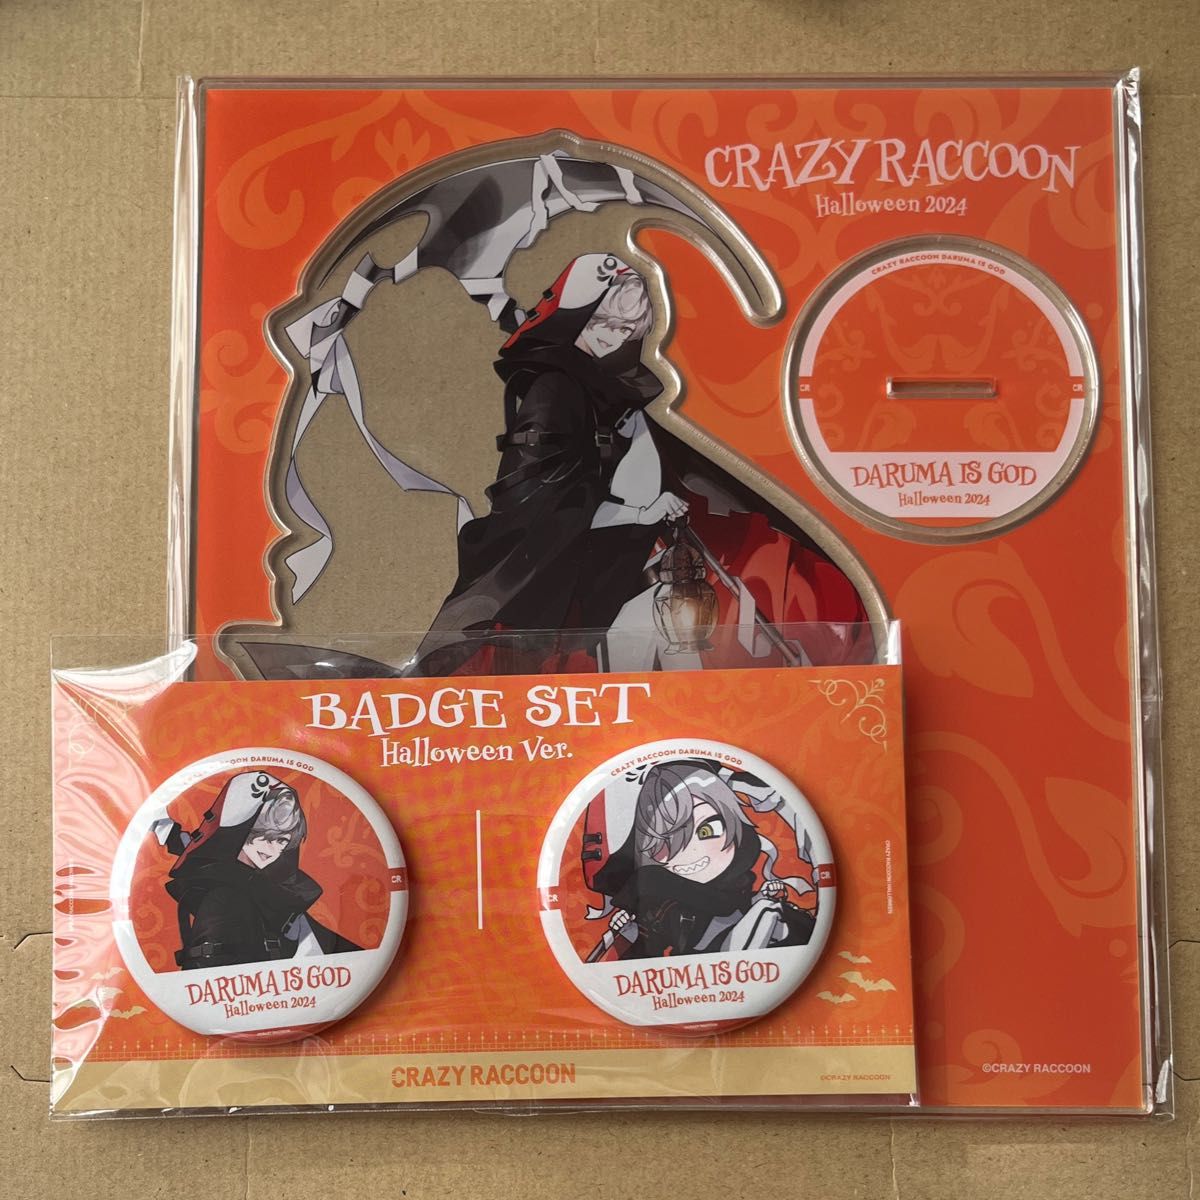 CRAZY RACCOON
Halloween 2024
CRAZY RACCOON DARUMA IS GOD
CR
CR
DARUMA IS GOD
Halloween 2024
BADGE SET
Halloween Ver.
RACCOON DARUMA IS GOD
CR
DARUMA IS GOD
Halloween 2024
CRAZY RACCOON DARUMA IS GOD
CR
CR
DARUMA IS GOD
Halloween 2024
CRAZY RACCOON HALLOWEEN
CRAZY RACCOON
©CRAZY RACCOON
©CRAZY RACCOON